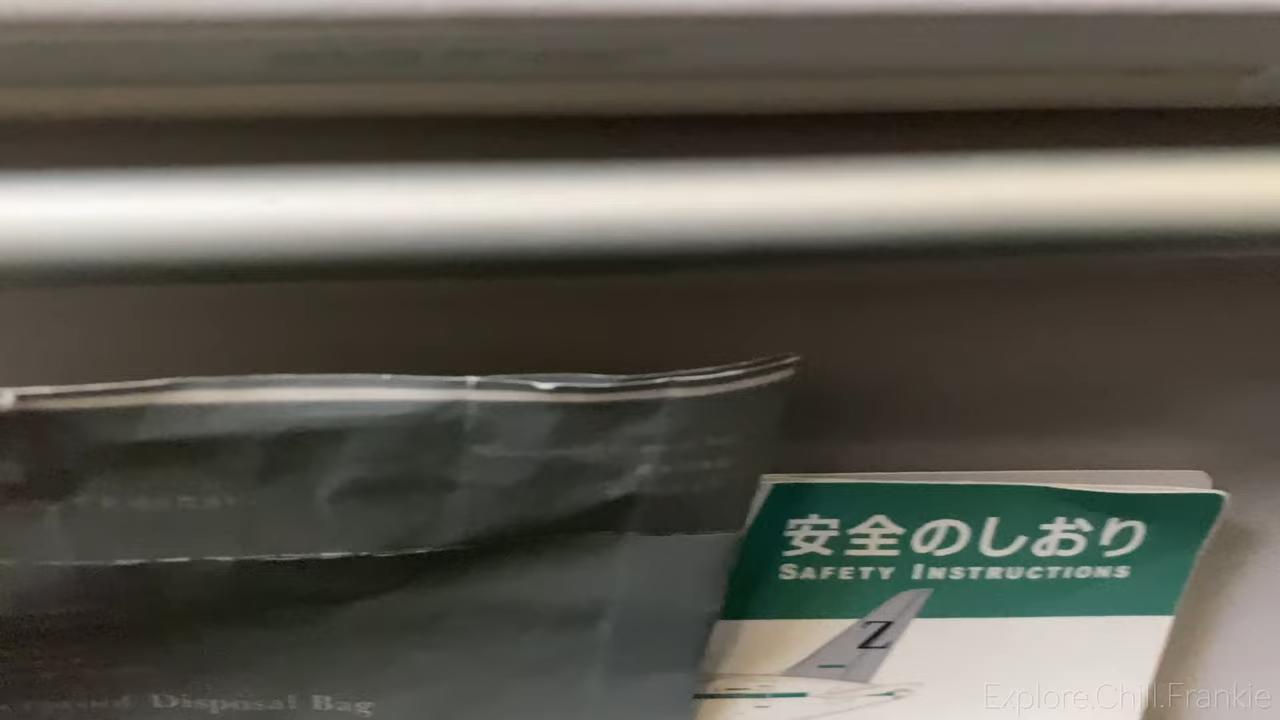 安全のしおり
SAFETY INSTRUCTIONS
Z
Disposal Bag
Explore.Chill.Frankie